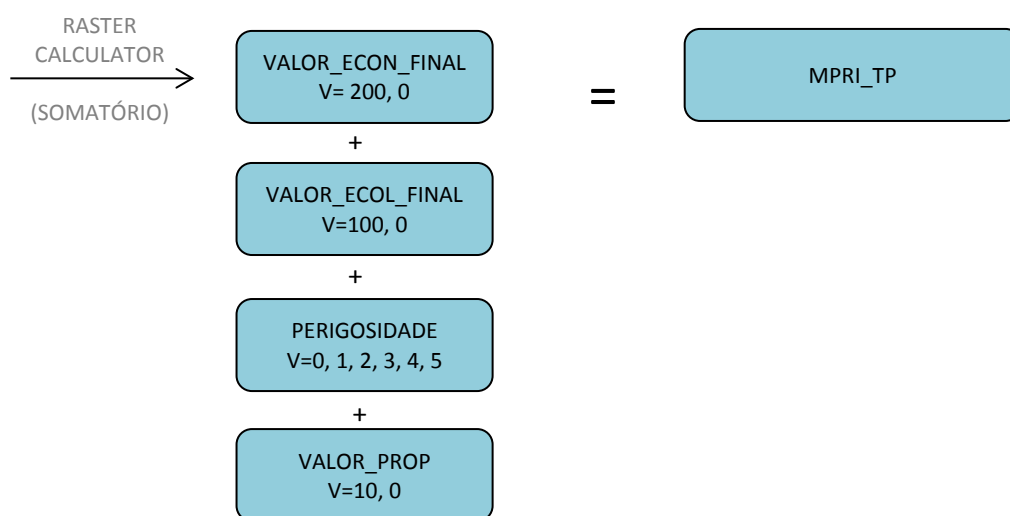 RASTER
CALCULATOR
(SOMATÓRIO)
VALOR_ECON_FINAL
V= 200, 0
+
VALOR_ECOL_FINAL
V=100, 0
+
PERIGOSIDADE
V=0, 1, 2, 3, 4, 5
+
VALOR_PROP
V=10, 0
=
MPRI_TP